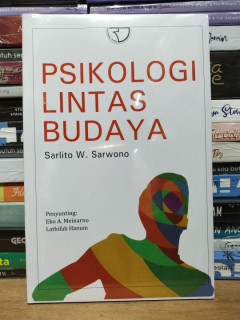 PSIKOLOGI
LINTAS
BUDAYA
Sarlito W. Sarwono
Penyunting:
Eko A. Meinarno
Lathifah Hanum